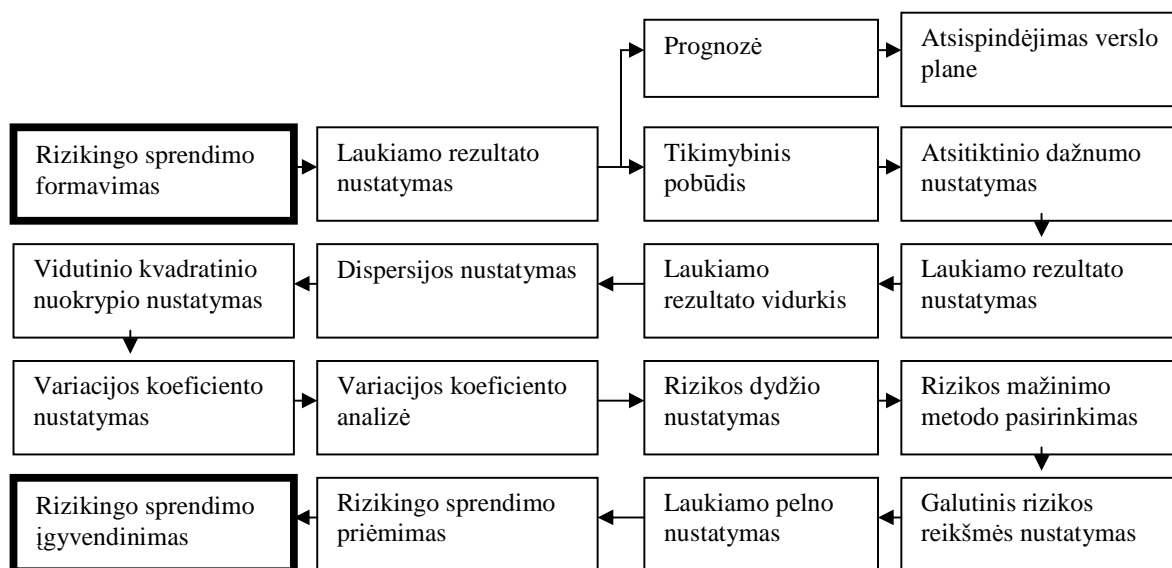 Prognozė
Atsispindėjimas verslo
plane
Rizikingo sprendimo
formavimas
Laukiamo rezultato
nustatymas
Tikimybinis
pobūdis
Atsitiktinio dažnumo
nustatymas
Vidutinio kvadratinio
nuokrypio nustatymas
Dispersijos nustatymas
Laukiamo
rezultato vidurkis
Laukiamo rezultato
nustatymas
Variacijos koeficiento
nustatymas
Variacijos koeficiento
analizė
Rizikos dydžio
nustatymas
Rizikos mažinimo
metodo pasirinkimas
Rizikingo sprendimo
įgyvendinimas
Rizikingo sprendimo
priėmimas
Laukiamo pelno
nustatymas
Galutinis rizikos
reikšmės nustatymas